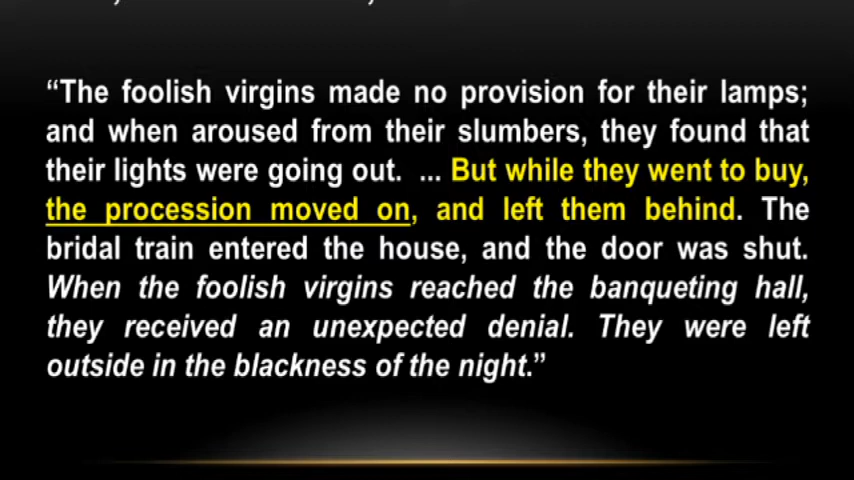 “The foolish virgins made no provision for their lamps;
and when aroused from their slumbers, they found that
their lights were going out. ... But while they went to buy,
the procession moved on, and left them behind. The
bridal train entered the house, and the door was shut.
When the foolish virgins reached the banqueting hall,
they received an unexpected denial. They were left
outside in the blackness of the night.”